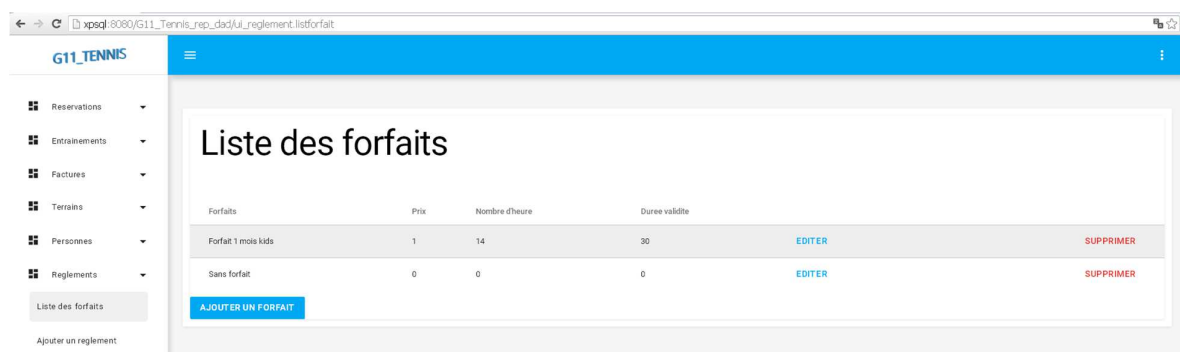 xpsql:8080/G11_Tennis_rep_dad/ui_reglement.listforfait
G11_TENNIS
Reservations
Entrainements
Factures
Terrains
Personnes
Reglements
Liste des forfaits
Ajouter un reglement
Liste des forfaits
Forfaits Prix Nombre d'heure Duree validite
Forfait 1 mois kids 1 14 30 EDITER SUPPRIMER
Sans forfait 0 0 0 EDITER SUPPRIMER
AJOUTER UN FORFAIT